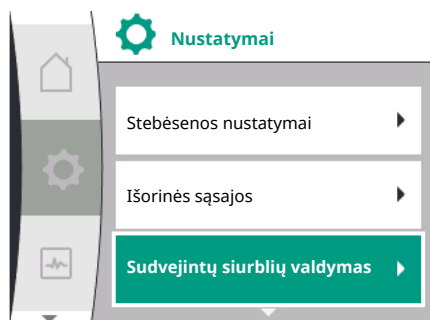 Nustatymai
Stebėsenos nustatymai
Išorinės sąsajos
Sudvejintų siurblių valdymas